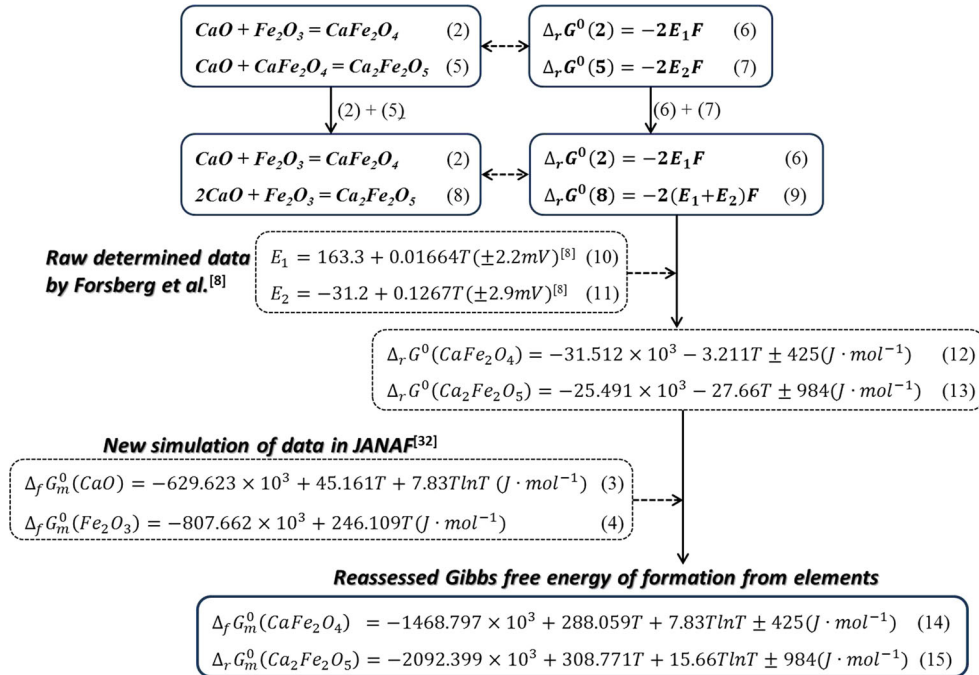 CaO + Fe₂O₃ = CaFe₂O₄ (2)
CaO + CaFe₂O₄ = Ca₂Fe₂O₅ (5)
ΔᵣG⁰(2) = −2E₁F (6)
ΔᵣG⁰(5) = −2E₂F (7)
(2) + (5)
(6) + (7)
CaO + Fe₂O₃ = CaFe₂O₄ (2)
2CaO + Fe₂O₃ = Ca₂Fe₂O₅ (8)
ΔᵣG⁰(2) = −2E₁F (6)
ΔᵣG⁰(8) = −2(E₁+E₂)F (9)
Raw determined data
by Forsberg et al.[8]
E₁ = 163.3 + 0.01664T(±2.2mV)[8] (10)
E₂ = −31.2 + 0.1267T(±2.9mV)[8] (11)
ΔᵣG⁰(CaFe₂O₄) = −31.512 × 10³ − 3.211T ± 425(J · mol⁻¹) (12)
ΔᵣG⁰(Ca₂Fe₂O₅) = −25.491 × 10³ − 27.66T ± 984(J · mol⁻¹) (13)
New simulation of data in JANAF[32]
Δ_fG⁰ₘ(CaO) = −629.623 × 10³ + 45.161T + 7.83TlnT (J · mol⁻¹) (3)
Δ_fG⁰ₘ(Fe₂O₃) = −807.662 × 10³ + 246.109T(J · mol⁻¹) (4)
Reassessed Gibbs free energy of formation from elements
Δ_fG⁰ₘ(CaFe₂O₄) = −1468.797 × 10³ + 288.059T + 7.83TlnT ± 425(J · mol⁻¹) (14)
ΔᵣG⁰ₘ(Ca₂Fe₂O₅) = −2092.399 × 10³ + 308.771T + 15.66TlnT ± 984(J · mol⁻¹) (15)